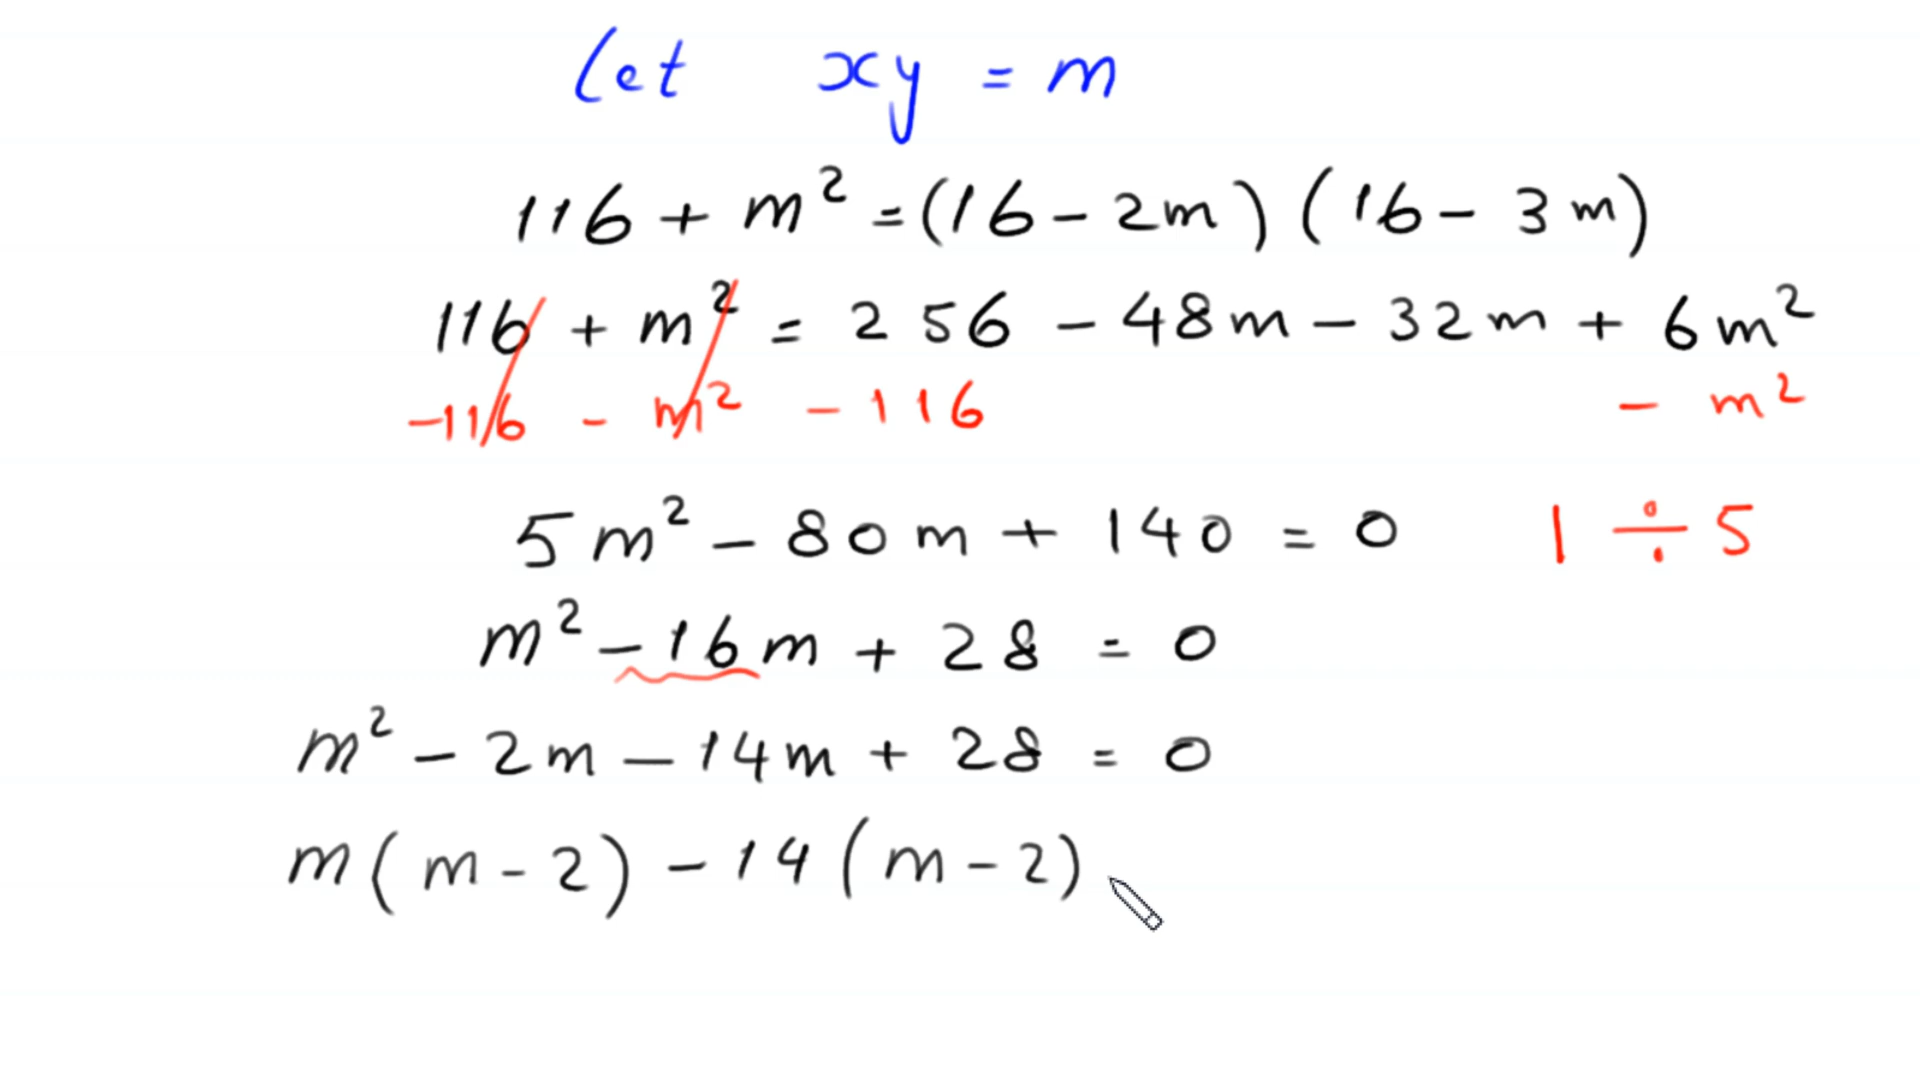 Let xy = m
116 + m² = (16 - 2m) (16 - 3m)
116 + m² = 256 - 48m - 32m + 6m²
-116 - m² - 116 - m²
5m² - 80m + 140 = 0 | ÷ 5
m² - 16m + 28 = 0
m² - 2m - 14m + 28 = 0
m(m - 2) - 14(m - 2)